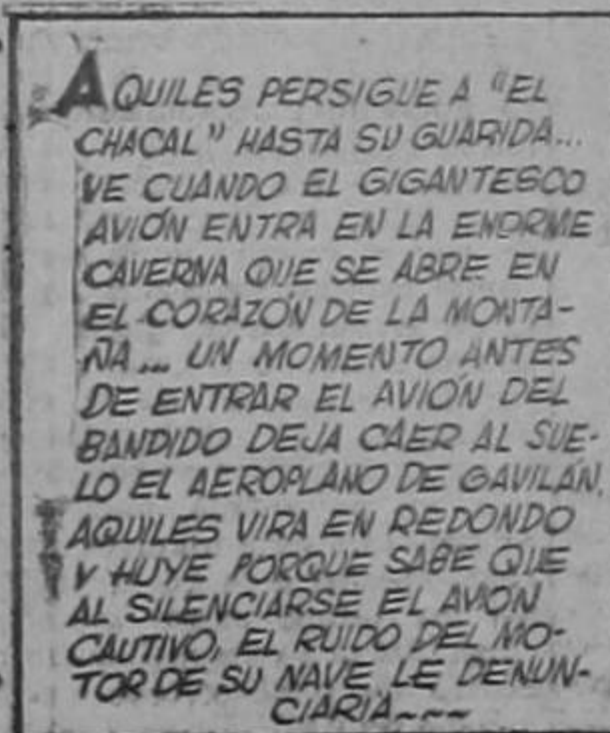 AQUILES PERSIGUE A "EL
CHACAL" HASTA SU GUARIDA...
VE CUANDO EL GIGANTESCO
AVIÓN ENTRA EN LA ENORME
CAVERNA QUE SE ABRE EN
EL CORAZÓN DE LA MONTA-
ÑA... UN MOMENTO ANTES
DE ENTRAR EL AVIÓN DEL
BANDIDO DEJA CAER AL SUE-
LO EL AEROPLANO DE GAVILÁN.
AQUILES VIRA EN REDONDO
Y HUYE PORQUE SABE QUE
AL SILENCIARSE EL AVION
CAUTIVO, EL RUIDO DEL MO-
TOR DE SU NAVE LE DENUN-
CIARIA~~~